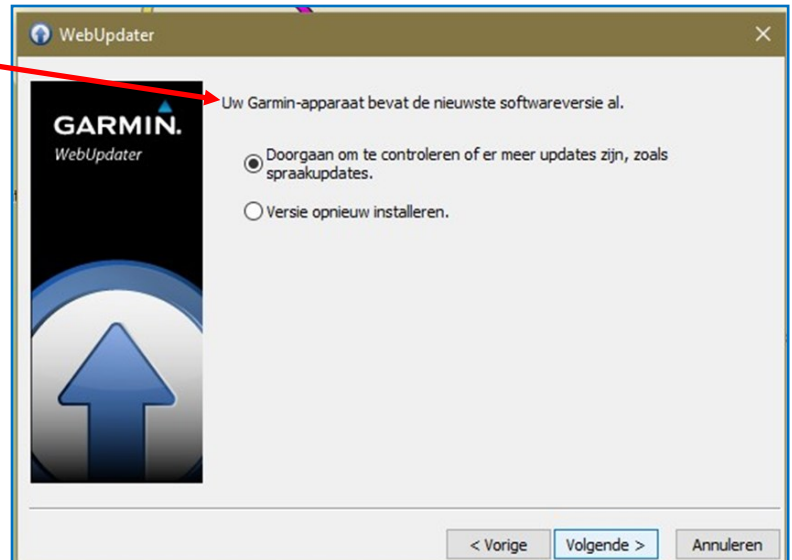 WebUpdater
GARMIN.
WebUpdater
Uw Garmin-apparaat bevat de nieuwste softwareversie al.
Doorgaan om te controleren of er meer updates zijn, zoals
spraakupdates.
Versie opnieuw installeren.
< Vorige
Volgende >
Annuleren